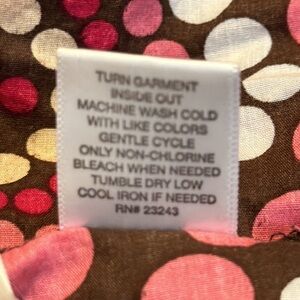 TURN GARMENT
INSIDE OUT
MACHINE WASH COLD
WITH LIKE COLORS
GENTLE CYCLE
ONLY NON-CHLORINE
BLEACH WHEN NEEDED
TUMBLE DRY LOW
COOL IRON IF NEEDED
RN# 23243